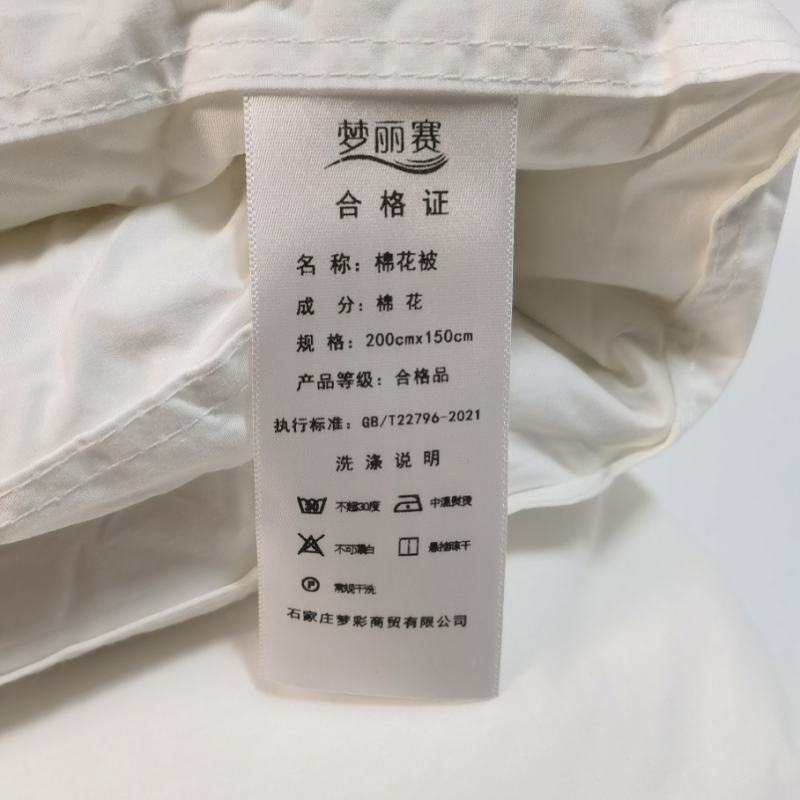 梦丽赛
合格证
名称：棉花被
成分：棉花
规格：200cmx150cm
产品等级：合格品
执行标准：GB/T22796-2021
洗涤说明
30 不超30度 中温熨烫
不可漂白 悬挂晾干
P 常规干洗
石家庄梦彩商贸有限公司